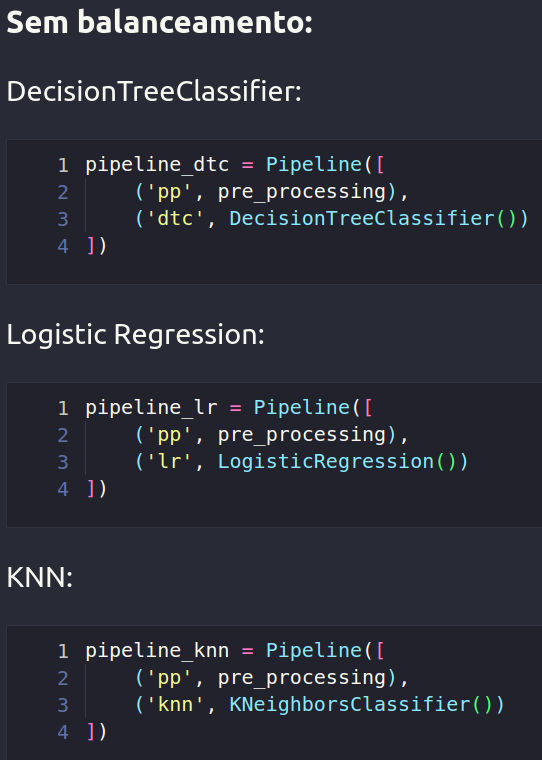 Sem balanceamento:
DecisionTreeClassifier:
1 pipeline_dtc = Pipeline([
2     ('pp', pre_processing),
3     ('dtc', DecisionTreeClassifier())
4 ])
Logistic Regression:
1 pipeline_lr = Pipeline([
2     ('pp', pre_processing),
3     ('lr', LogisticRegression())
4 ])
KNN:
1 pipeline_knn = Pipeline([
2     ('pp', pre_processing),
3     ('knn', KNeighborsClassifier())
4 ])